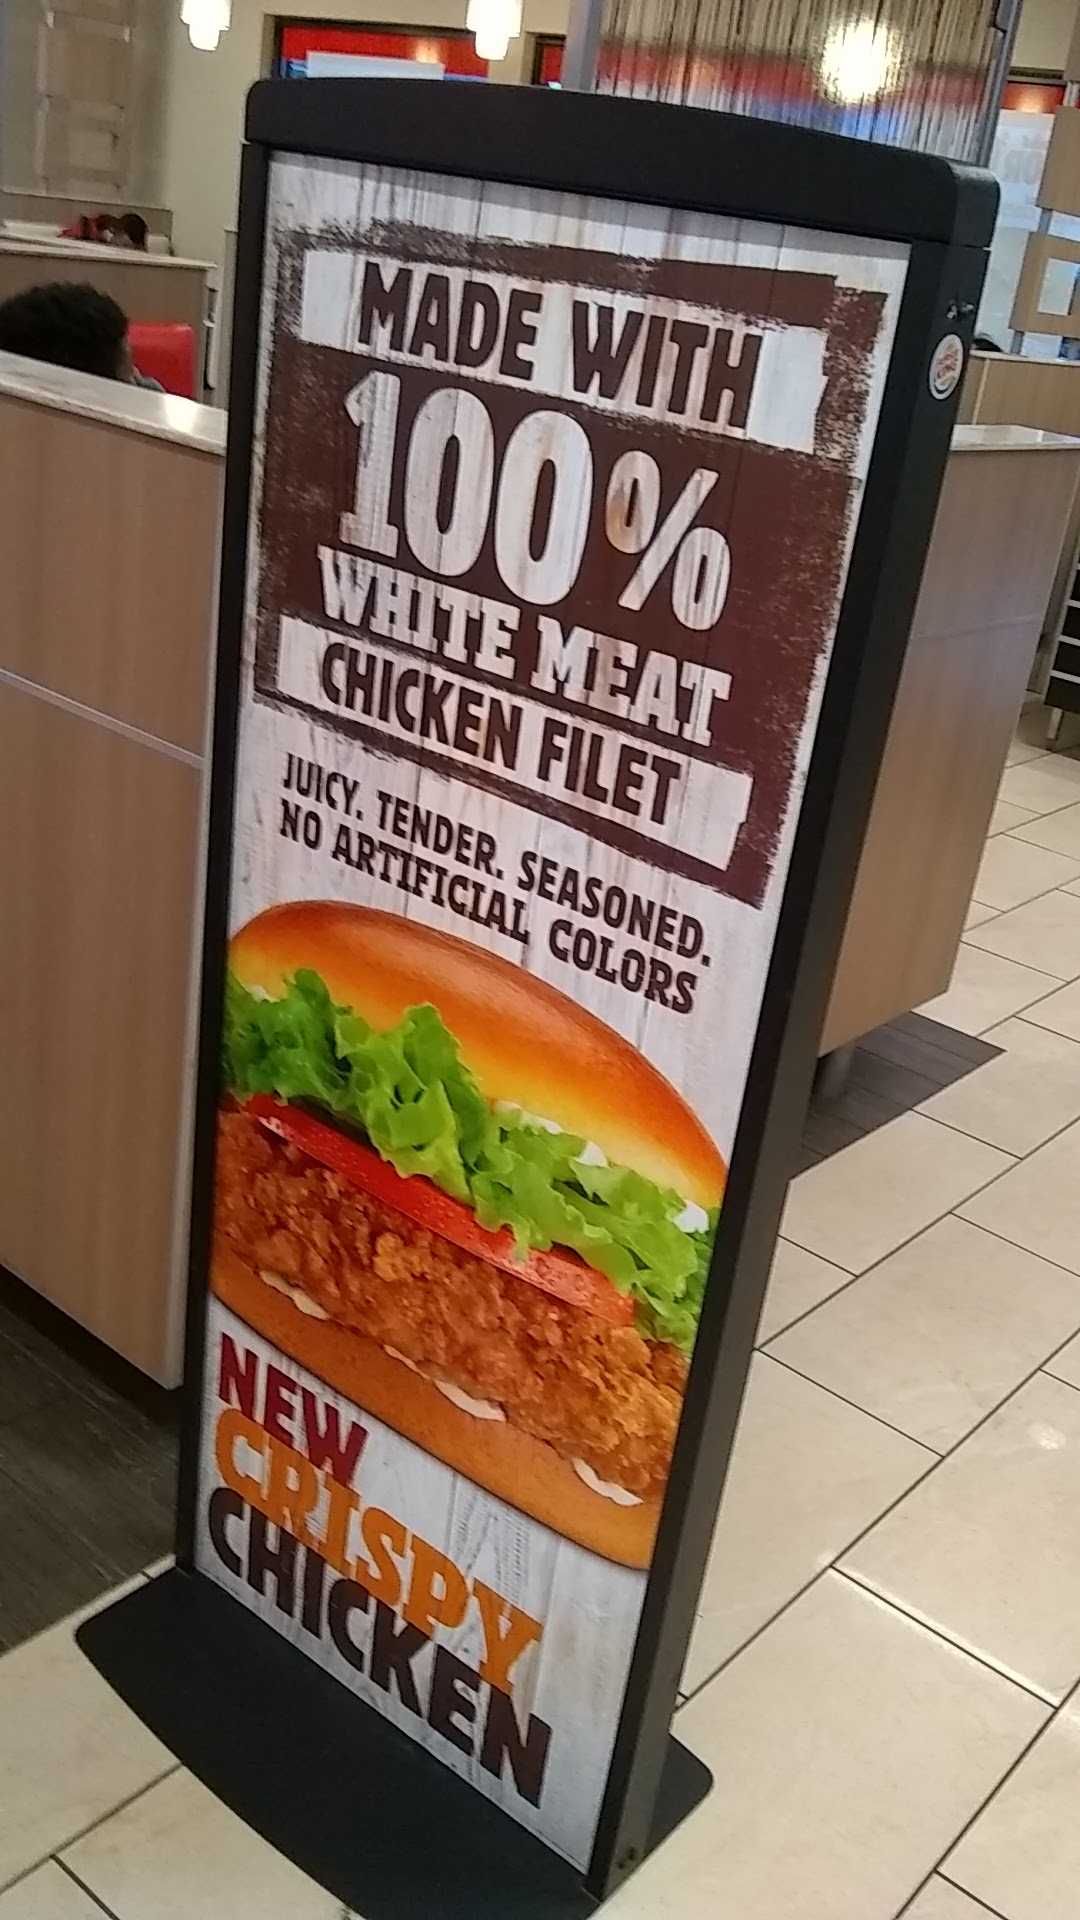 MADE WITH
100%
WHITE MEAT
CHICKEN FILET
JUICY. TENDER. SEASONED.
NO ARTIFICIAL COLORS
NEW
CRISPY
CHICKEN